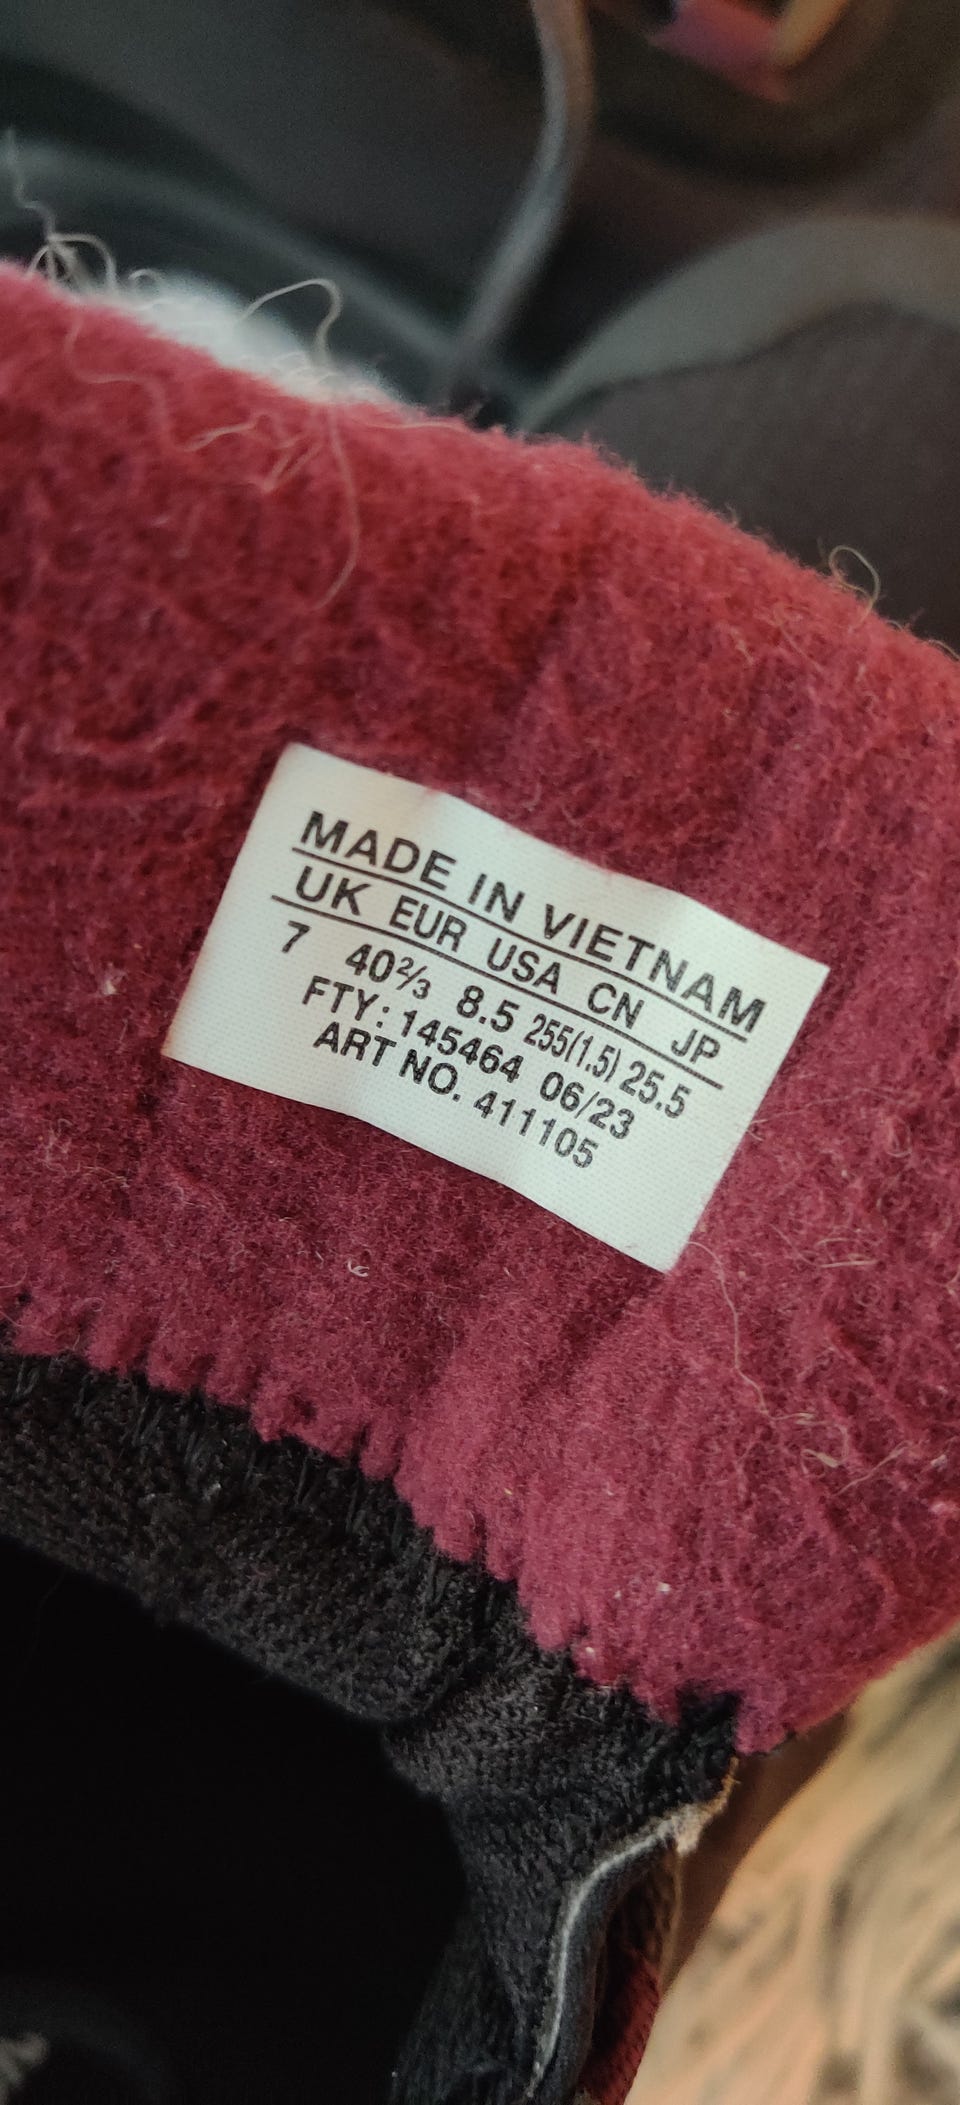 MADE IN VIETNAM
UK EUR USA CN JP
7 40⅔ 8.5 255(1.5) 25.5
FTY: 145464 06/23
ART NO. 411105